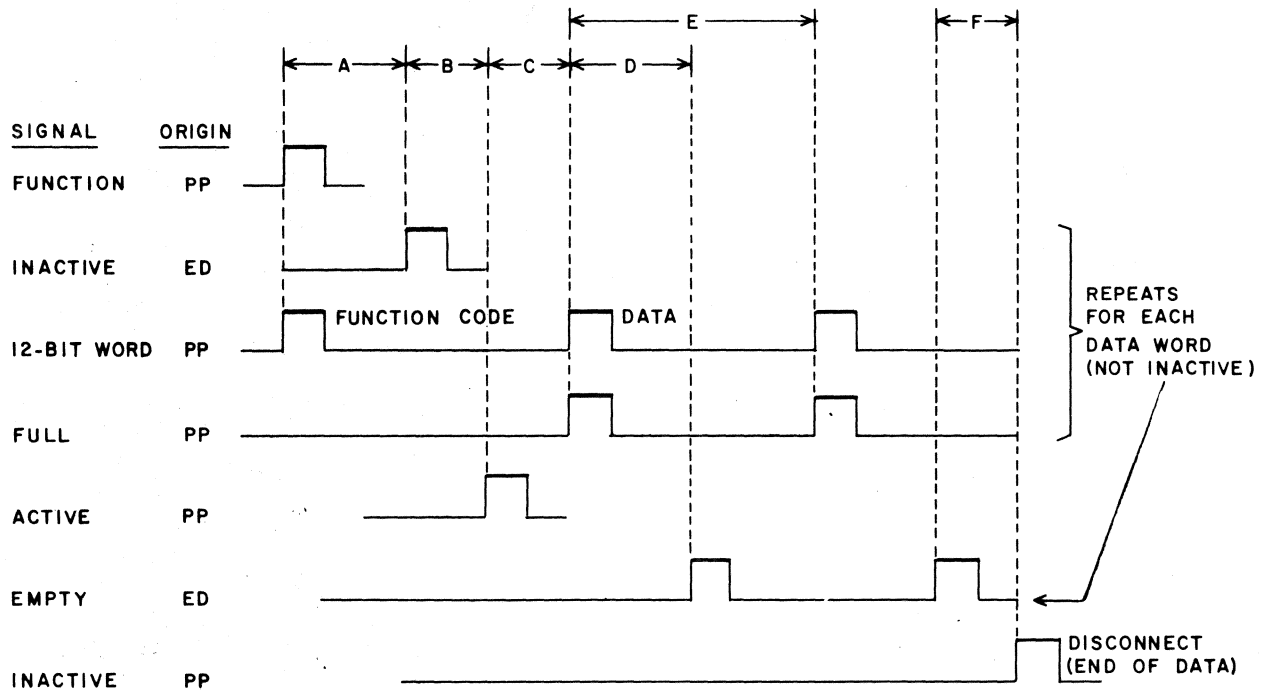 E F
A B C D
SIGNAL ORIGIN
FUNCTION PP
INACTIVE ED
FUNCTION CODE DATA
12-BIT WORD PP
REPEATS
FOR EACH
DATA WORD
(NOT INACTIVE)
FULL PP
ACTIVE PP
EMPTY ED
DISCONNECT
(END OF DATA)
INACTIVE PP